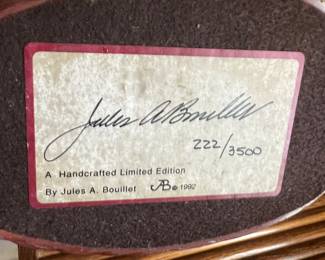 Jules A Bouillet
222/3500
A Handcrafted Limited Edition
By Jules A. Bouillet JAB © 1992